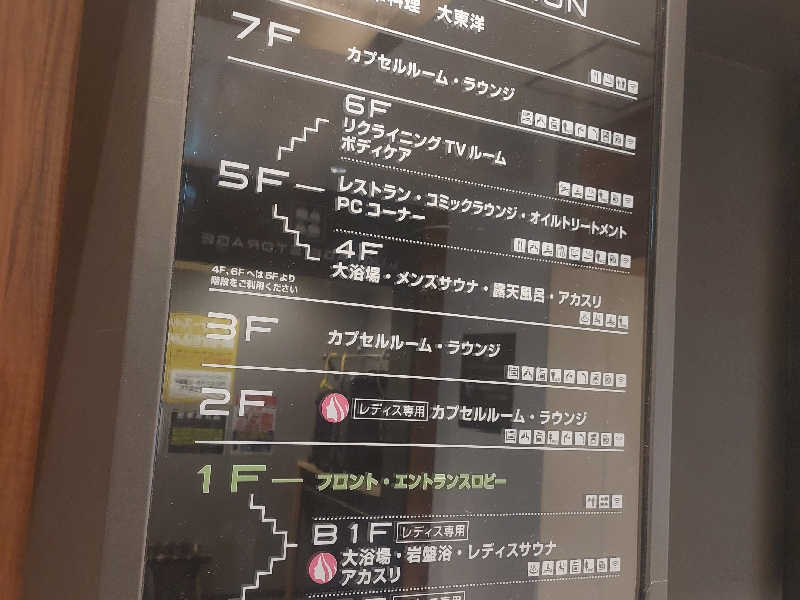 料理 大東洋
7F
カプセルルーム・ラウンジ
6F
リクライニングTVルーム
ボディケア
5F
レストラン・コミックラウンジ・オイルトリートメント
PCコーナー
4F
大浴場・メンズサウナ・露天風呂・アカスリ
4F、6Fへは5Fより
階段をご利用ください
3F
カプセルルーム・ラウンジ
2F
レディス専用 カプセルルーム・ラウンジ
1F
フロント・エントランスロビー
B1F レディス専用
大浴場・岩盤浴・レディスサウナ
アカスリ